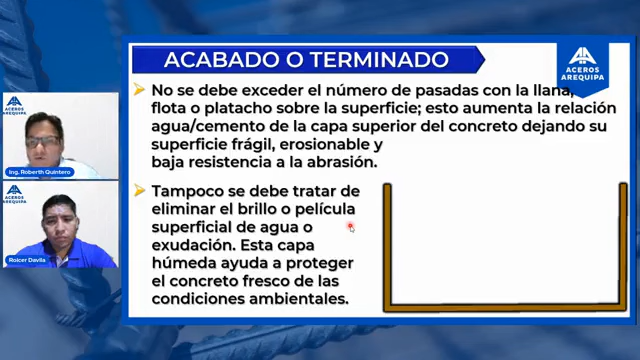 ACABADO O TERMINADO
ACEROS
AREQUIPA
No se debe exceder el número de pasadas con la llana,
flota o platacho sobre la superficie; esto aumenta la relación
agua/cemento de la capa superior del concreto dejando su
superficie frágil, erosionable y
baja resistencia a la abrasión.
Tampoco se debe tratar de
eliminar el brillo o película
superficial de agua o
exudación. Esta capa
húmeda ayuda a proteger
el concreto fresco de las
condiciones ambientales.
ACEROS
AREQUIPA
Ing. Roberth Quintero
ACEROS
AREQUIPA
Roicer Davila